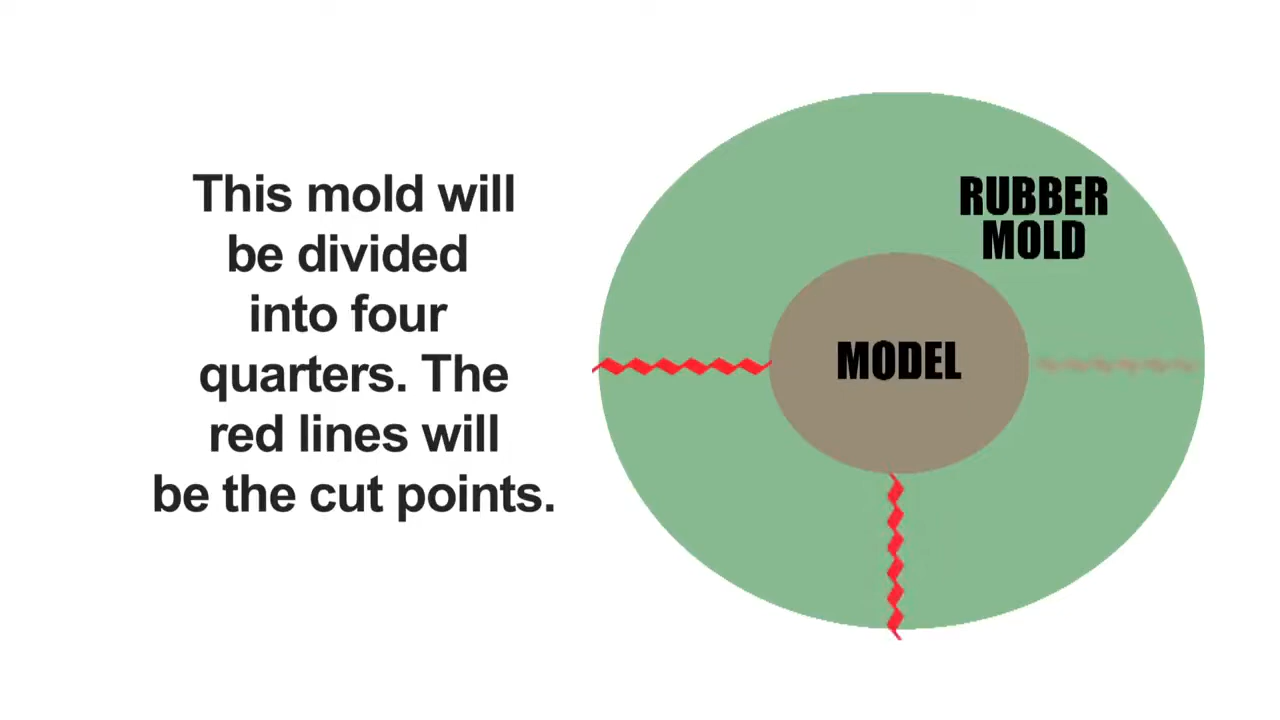 This mold will
be divided
into four
quarters. The
red lines will
be the cut points.
RUBBER
MOLD
MODEL